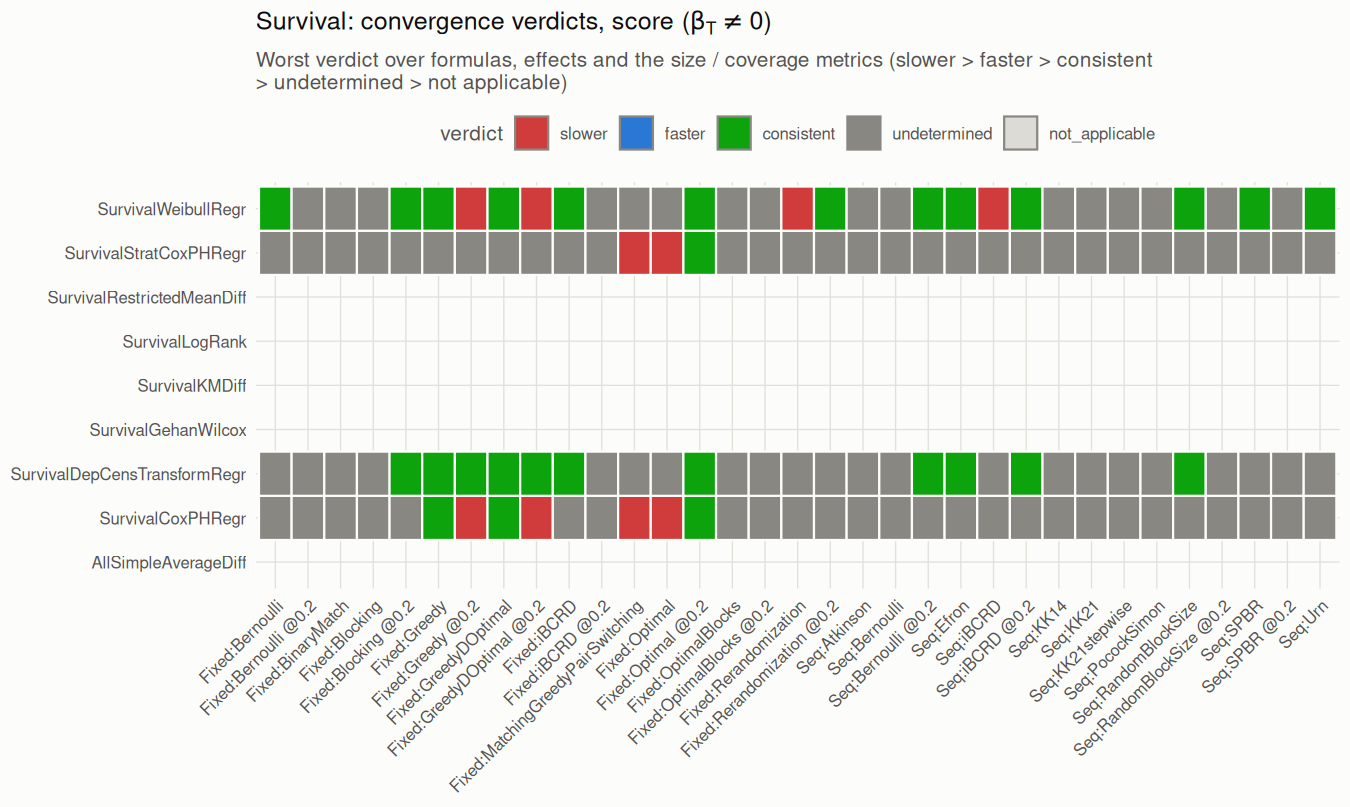 Survival: convergence verdicts, score (βT ≠ 0)
Worst verdict over formulas, effects and the size / coverage metrics (slower > faster > consistent
> undetermined > not applicable)
verdict slower faster consistent undetermined not_applicable
SurvivalWeibullRegr
SurvivalStratCoxPHRegr
SurvivalRestrictedMeanDiff
SurvivalLogRank
SurvivalKMDiff
SurvivalGehanWilcox
SurvivalDepCensTransformRegr
SurvivalCoxPHRegr
AllSimpleAverageDiff
Fixed:Bernoulli
Fixed:Bernoulli @0.2
Fixed:BinaryMatch
Fixed:Blocking
Fixed:Blocking @0.2
Fixed:Greedy
Fixed:Greedy @0.2
Fixed:GreedyDOptimal
Fixed:GreedyDOptimal @0.2
Fixed:iBCRD
Fixed:iBCRD @0.2
Fixed:MatchingGreedyPairSwitching
Fixed:Optimal
Fixed:Optimal @0.2
Fixed:OptimalBlocks
Fixed:OptimalBlocks @0.2
Fixed:Rerandomization
Fixed:Rerandomization @0.2
Seq:Atkinson
Seq:Bernoulli
Seq:Bernoulli @0.2
Seq:Efron
Seq:iBCRD
Seq:iBCRD @0.2
Seq:KK14
Seq:KK21
Seq:KK21stepwise
Seq:PocockSimon
Seq:RandomBlockSize
Seq:RandomBlockSize @0.2
Seq:SPBR
Seq:SPBR @0.2
Seq:Urn